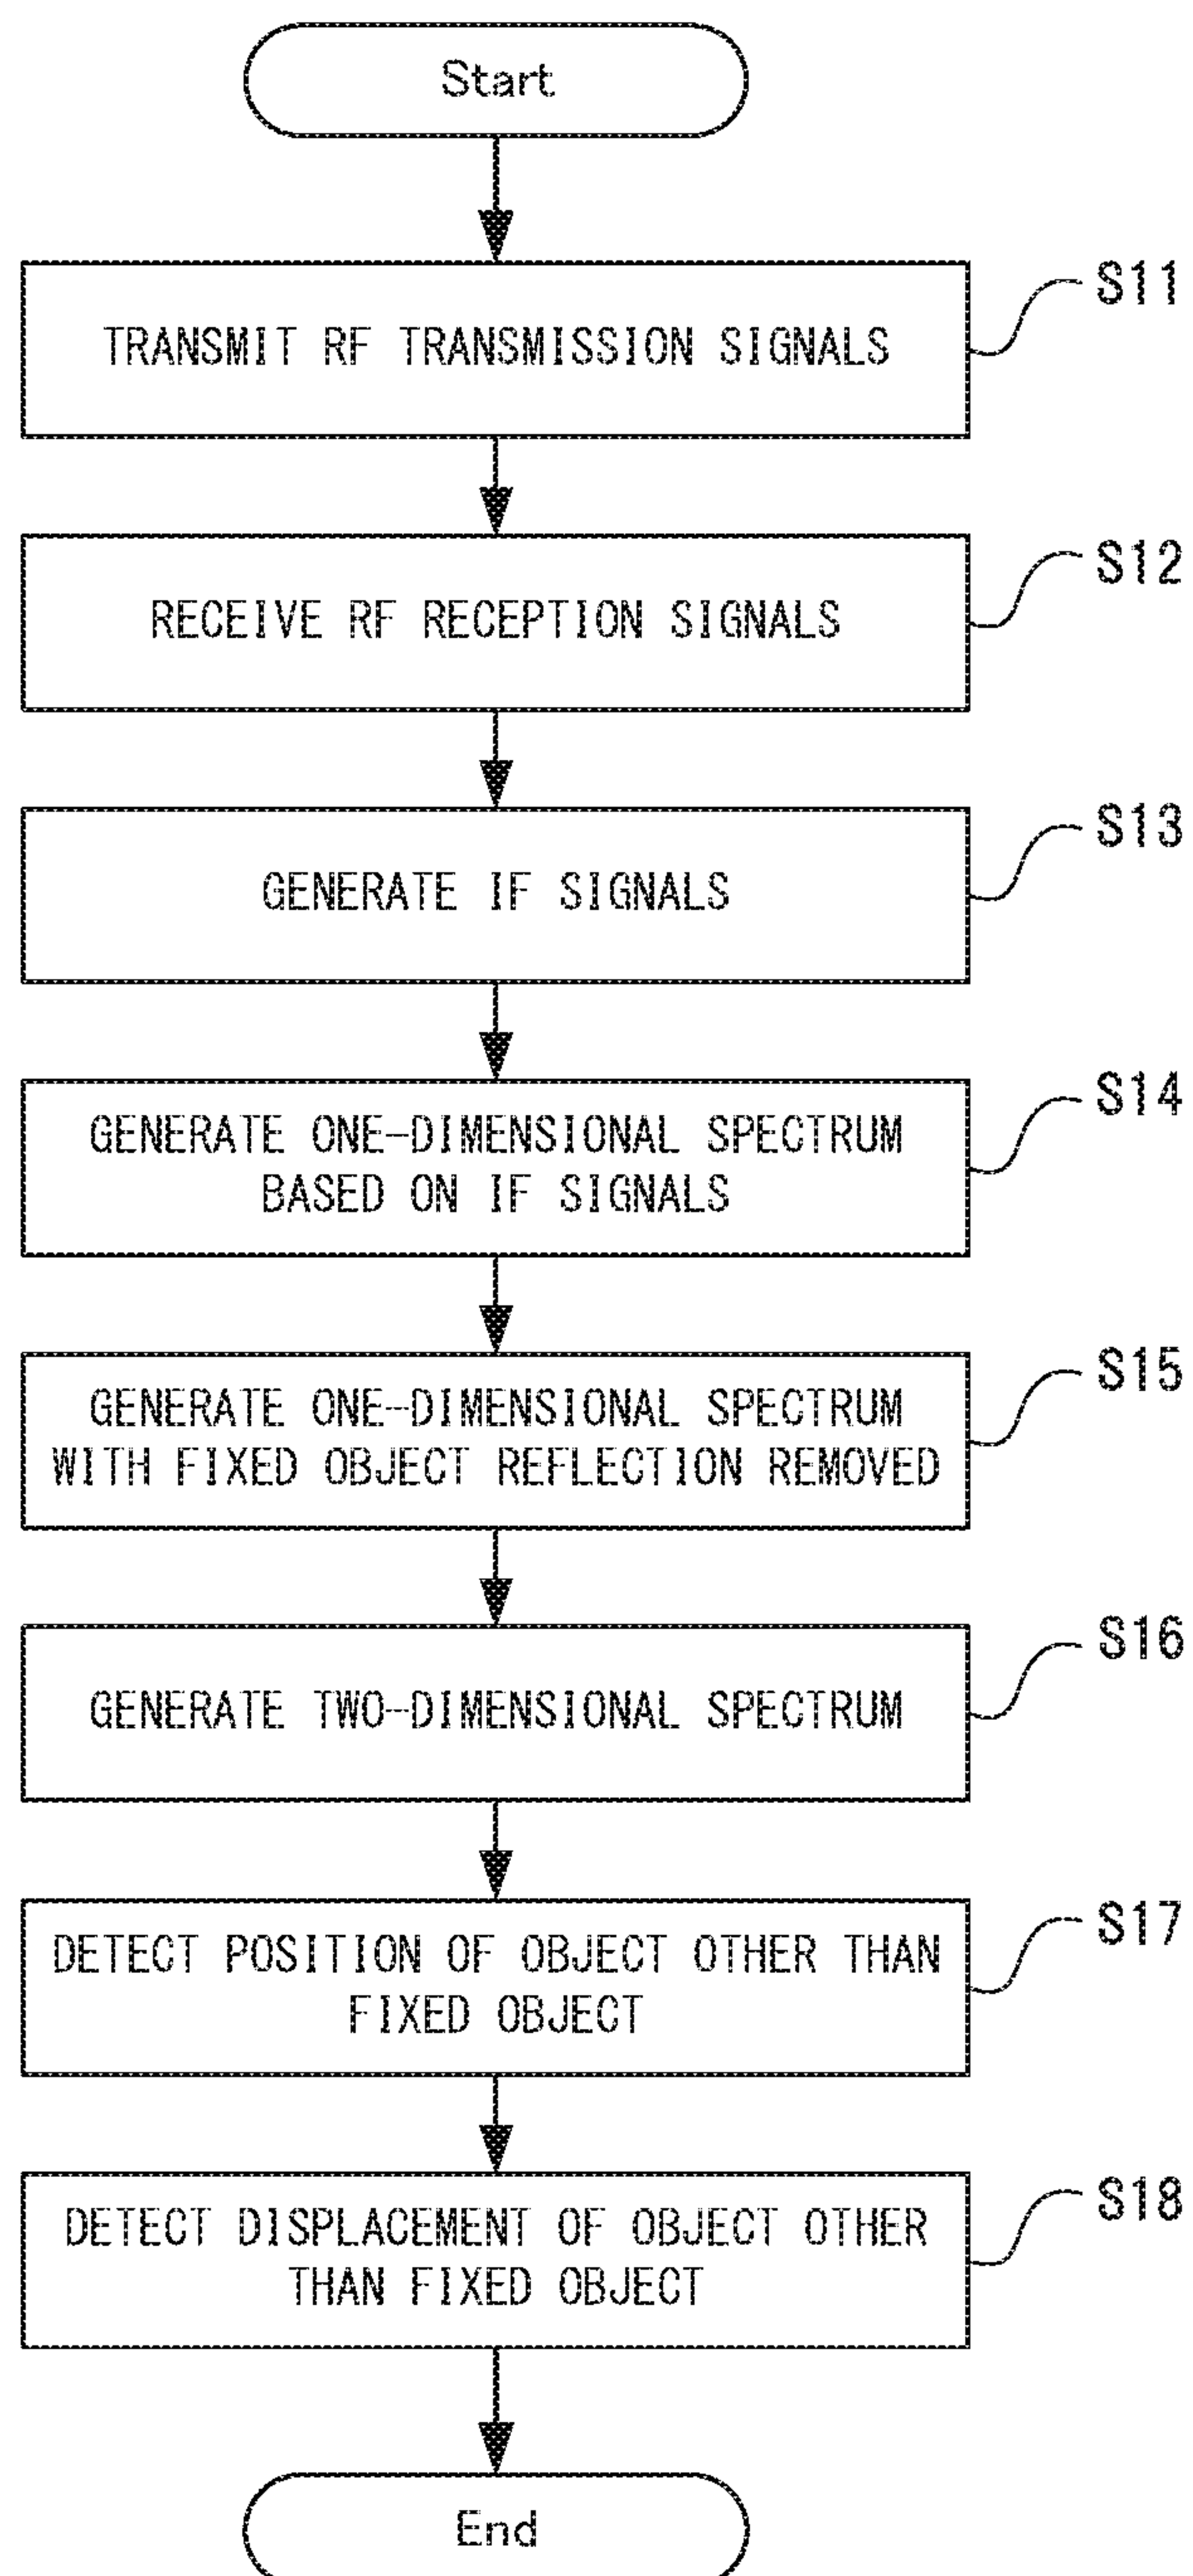 Start
TRANSMIT RF TRANSMISSION SIGNALS
S11
RECEIVE RF RECEPTION SIGNALS
S12
GENERATE IF SIGNALS
S13
GENERATE ONE-DIMENSIONAL SPECTRUM
BASED ON IF SIGNALS
S14
GENERATE ONE-DIMENSIONAL SPECTRUM
WITH FIXED OBJECT REFLECTION REMOVED
S15
GENERATE TWO-DIMENSIONAL SPECTRUM
S16
DETECT POSITION OF OBJECT OTHER THAN
FIXED OBJECT
S17
DETECT DISPLACEMENT OF OBJECT OTHER
THAN FIXED OBJECT
S18
End